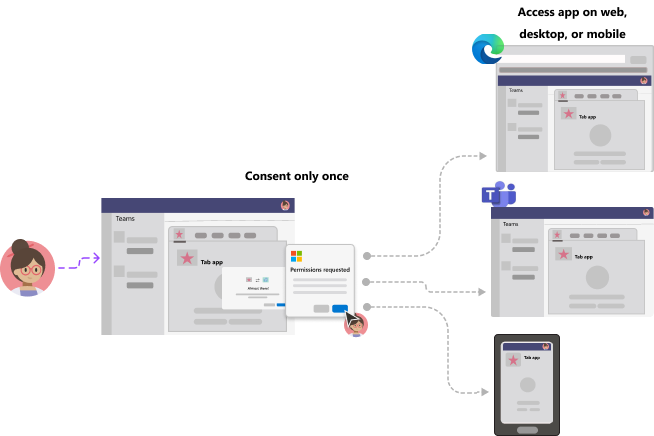 Access app on web,
desktop, or mobile
Teams
Tab app
Consent only once
Teams
Tab app
Almost there!
Permissions requested
T
Teams
Tab app
Tab app